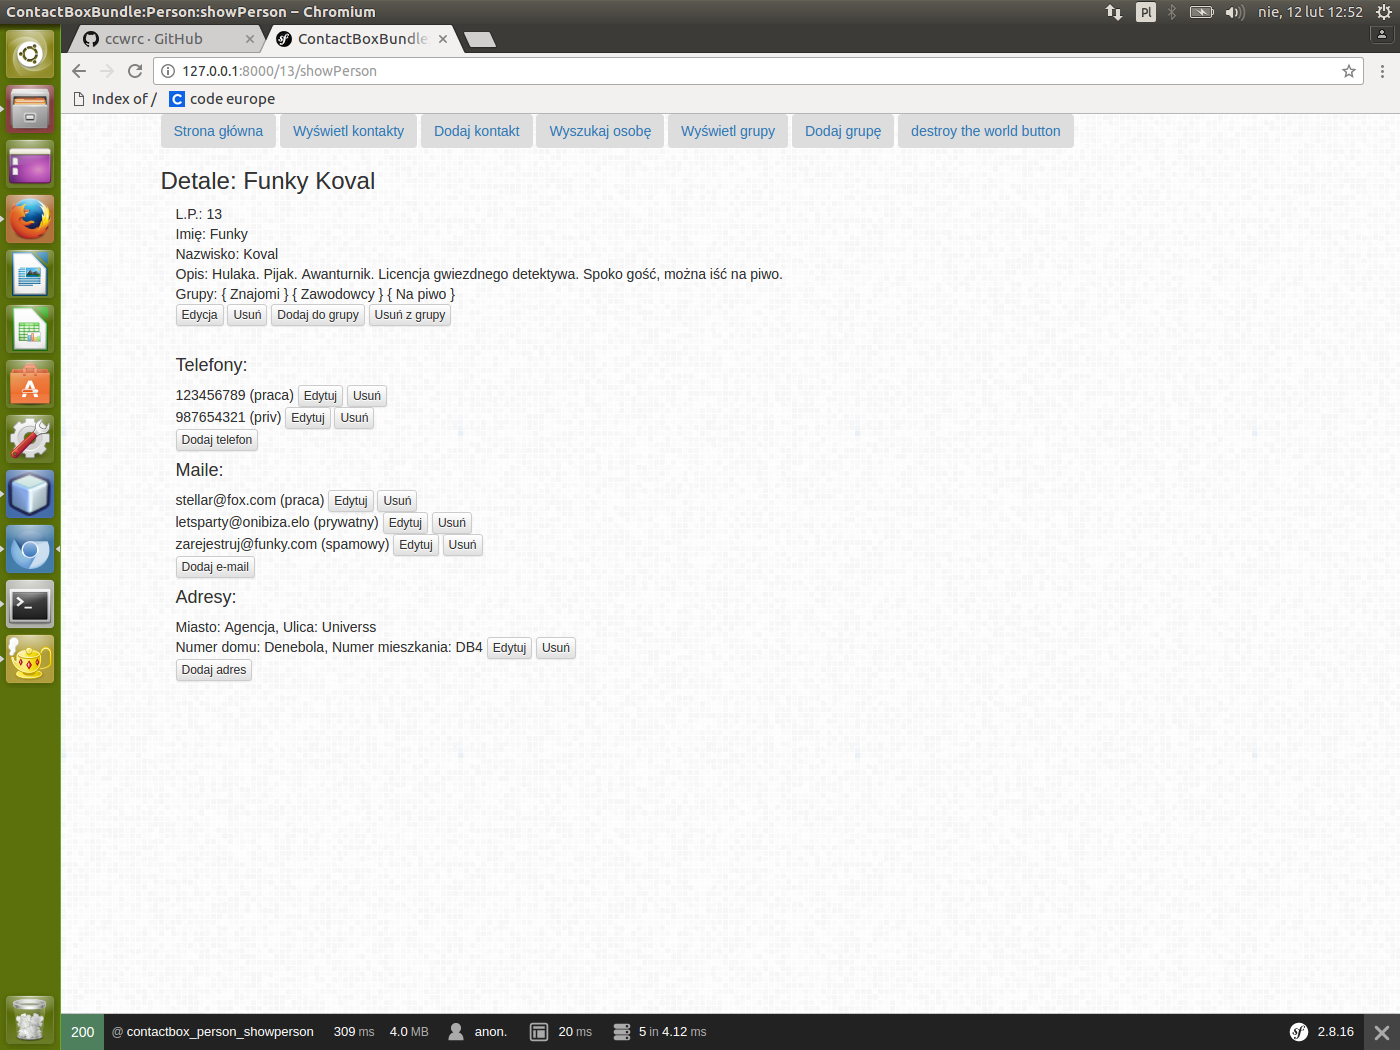 ContactBoxBundle:Person:showPerson – Chromium
Pl
nie, 12 lut 12:52
ccwrc · GitHub
ContactBoxBundle
127.0.0.1:8000/13/showPerson
Index of /
C code europe
Strona główna
Wyświetl kontakty
Dodaj kontakt
Wyszukaj osobę
Wyświetl grupy
Dodaj grupę
destroy the world button
Detale: Funky Koval
L.P.: 13
Imię: Funky
Nazwisko: Koval
Opis: Hulaka. Pijak. Awanturnik. Licencja gwiezdnego detektywa. Spoko gość, można iść na piwo.
Grupy: { Znajomi } { Zawodowcy } { Na piwo }
Edycja Usuń Dodaj do grupy Usuń z grupy
Telefony:
123456789 (praca) Edytuj Usuń
987654321 (priv) Edytuj Usuń
Dodaj telefon
Maile:
stellar@fox.com (praca) Edytuj Usuń
letsparty@onibiza.elo (prywatny) Edytuj Usuń
zarejestruj@funky.com (spamowy) Edytuj Usuń
Dodaj e-mail
Adresy:
Miasto: Agencja, Ulica: Universs
Numer domu: Denebola, Numer mieszkania: DB4 Edytuj Usuń
Dodaj adres
200 @ contactbox_person_showperson 309 ms 4.0 MB anon. 20 ms 5 in 4.12 ms sf 2.8.16